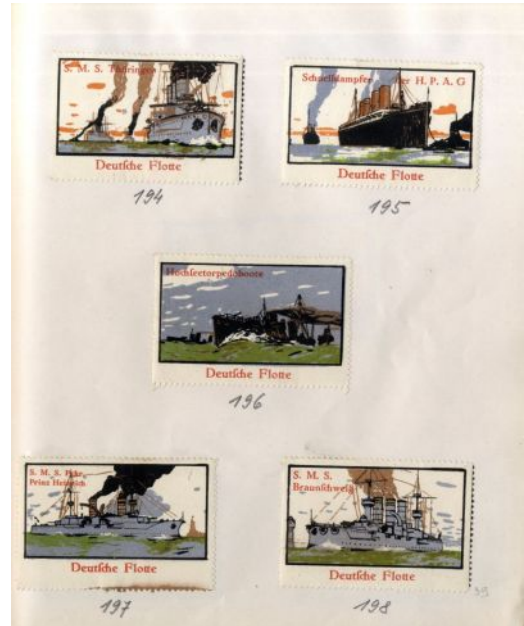 S. M. S. Thüringen
Deutſche Flotte
194
Schnelldampfer der H. P. A. G
Deutſche Flotte
195
Hochſeetorpedoboote
Deutſche Flotte
196
S. M. S.
Prinz Heinrich
Deutſche Flotte
197
S. M. S.
Braunſchweig
Deutſche Flotte
198
39